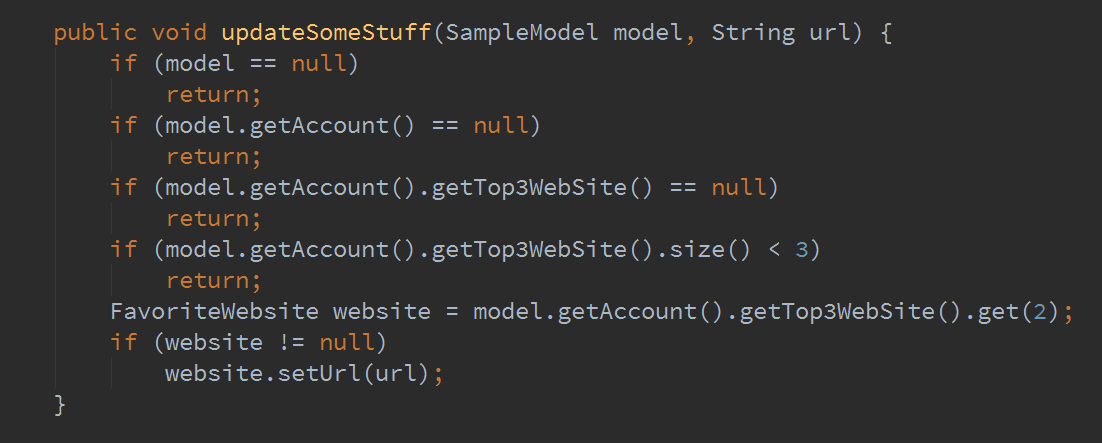 public void updateSomeStuff(SampleModel model, String url) {
if (model == null)
return;
if (model.getAccount() == null)
return;
if (model.getAccount().getTop3WebSite() == null)
return;
if (model.getAccount().getTop3WebSite().size() < 3)
return;
FavoriteWebsite website = model.getAccount().getTop3WebSite().get(2);
if (website != null)
website.setUrl(url);
}